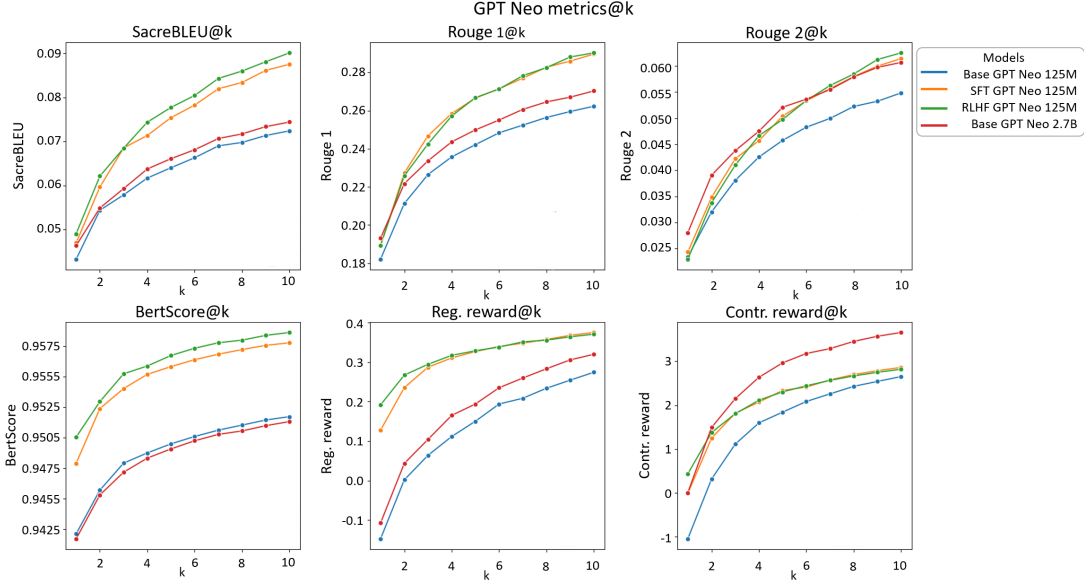 GPT Neo metrics@k
SacreBLEU@k
0.09
0.08
0.07
0.06
0.05
SacreBLEU
2 4 6 8 10
k
Rouge 1@k
0.28
0.26
0.24
0.22
0.20
0.18
Rouge 1
2 4 6 8 10
k
Rouge 2@k
0.060
0.055
0.050
0.045
0.040
0.035
0.030
0.025
Rouge 2
2 4 6 8 10
k
Models
Base GPT Neo 125M
SFT GPT Neo 125M
RLHF GPT Neo 125M
Base GPT Neo 2.7B
BertScore@k
0.9575
0.9555
0.9525
0.9505
0.9475
0.9455
0.9425
BertScore
2 4 6 8 10
k
Reg. reward@k
0.4
0.3
0.2
0.1
0.0
-0.1
Reg. reward
2 4 6 8 10
k
Contr. reward@k
3
2
1
0
-1
Contr. reward
2 4 6 8 10
k